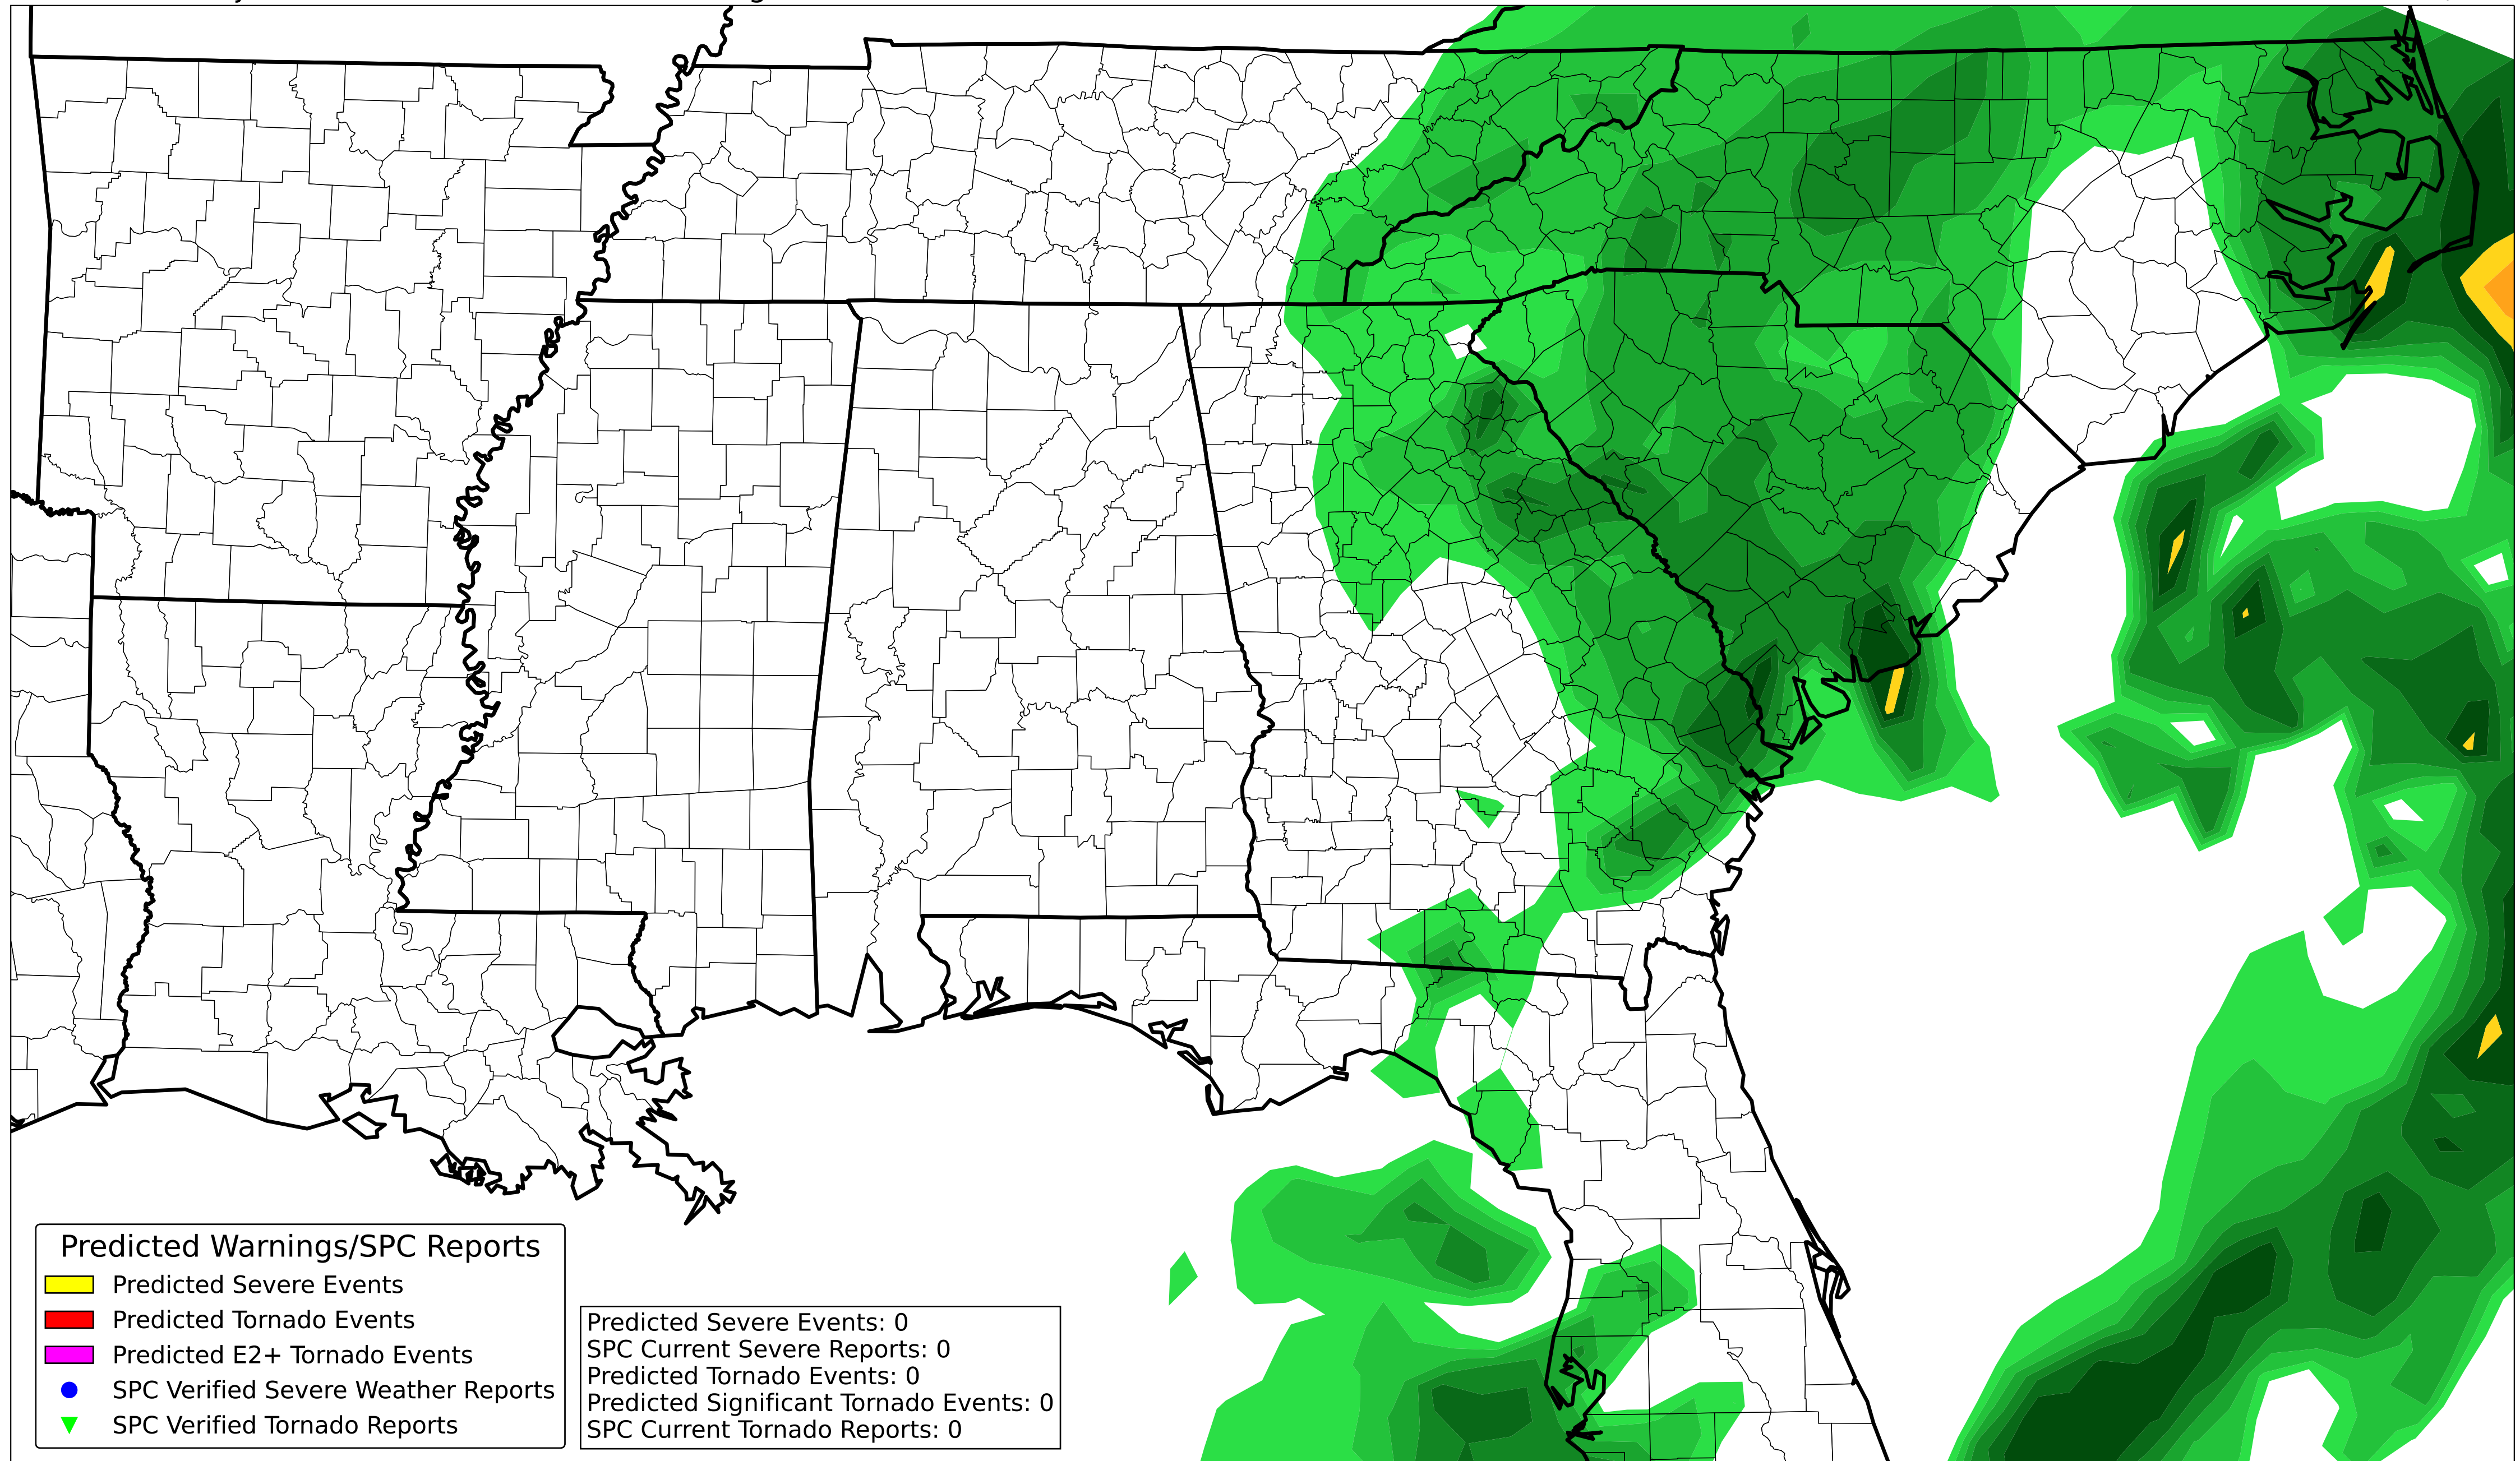 Predicted Warnings/SPC Reports
Predicted Severe Events
Predicted Tornado Events
Predicted E2+ Tornado Events
SPC Verified Severe Weather Reports
SPC Verified Tornado Reports
Predicted Severe Events: 0
SPC Current Severe Reports: 0
Predicted Tornado Events: 0
Predicted Significant Tornado Events: 0
SPC Current Tornado Reports: 0